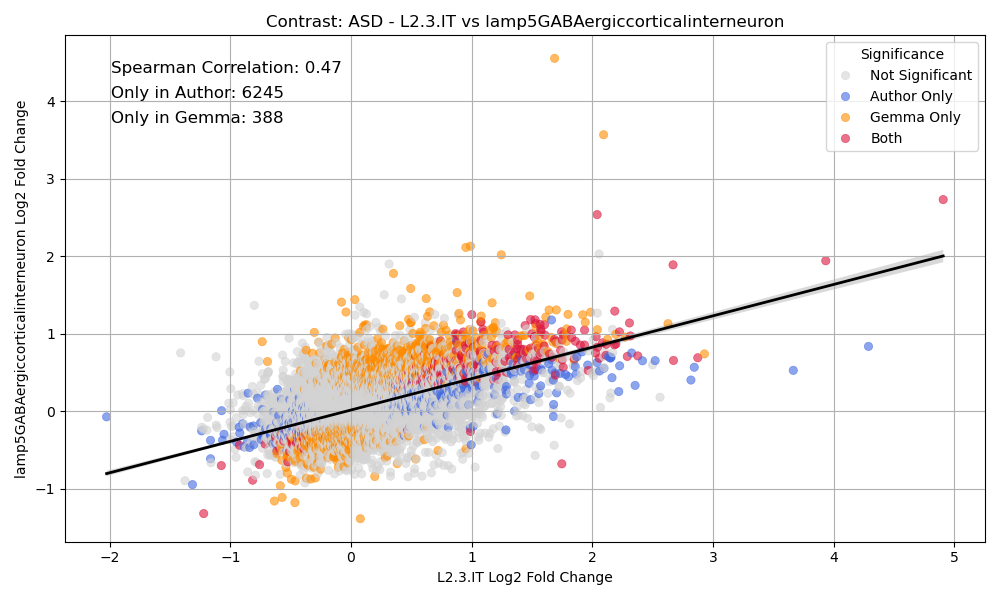 Contrast: ASD - L2.3.IT vs lamp5GABAergiccorticalinterneuron
Spearman Correlation: 0.47
Only in Author: 6245
Only in Gemma: 388
Significance
Not Significant
Author Only
Gemma Only
Both
lamp5GABAergiccorticalinterneuron Log2 Fold Change
4
3
2
1
0
−1
−2 −1 0 1 2 3 4 5
L2.3.IT Log2 Fold Change